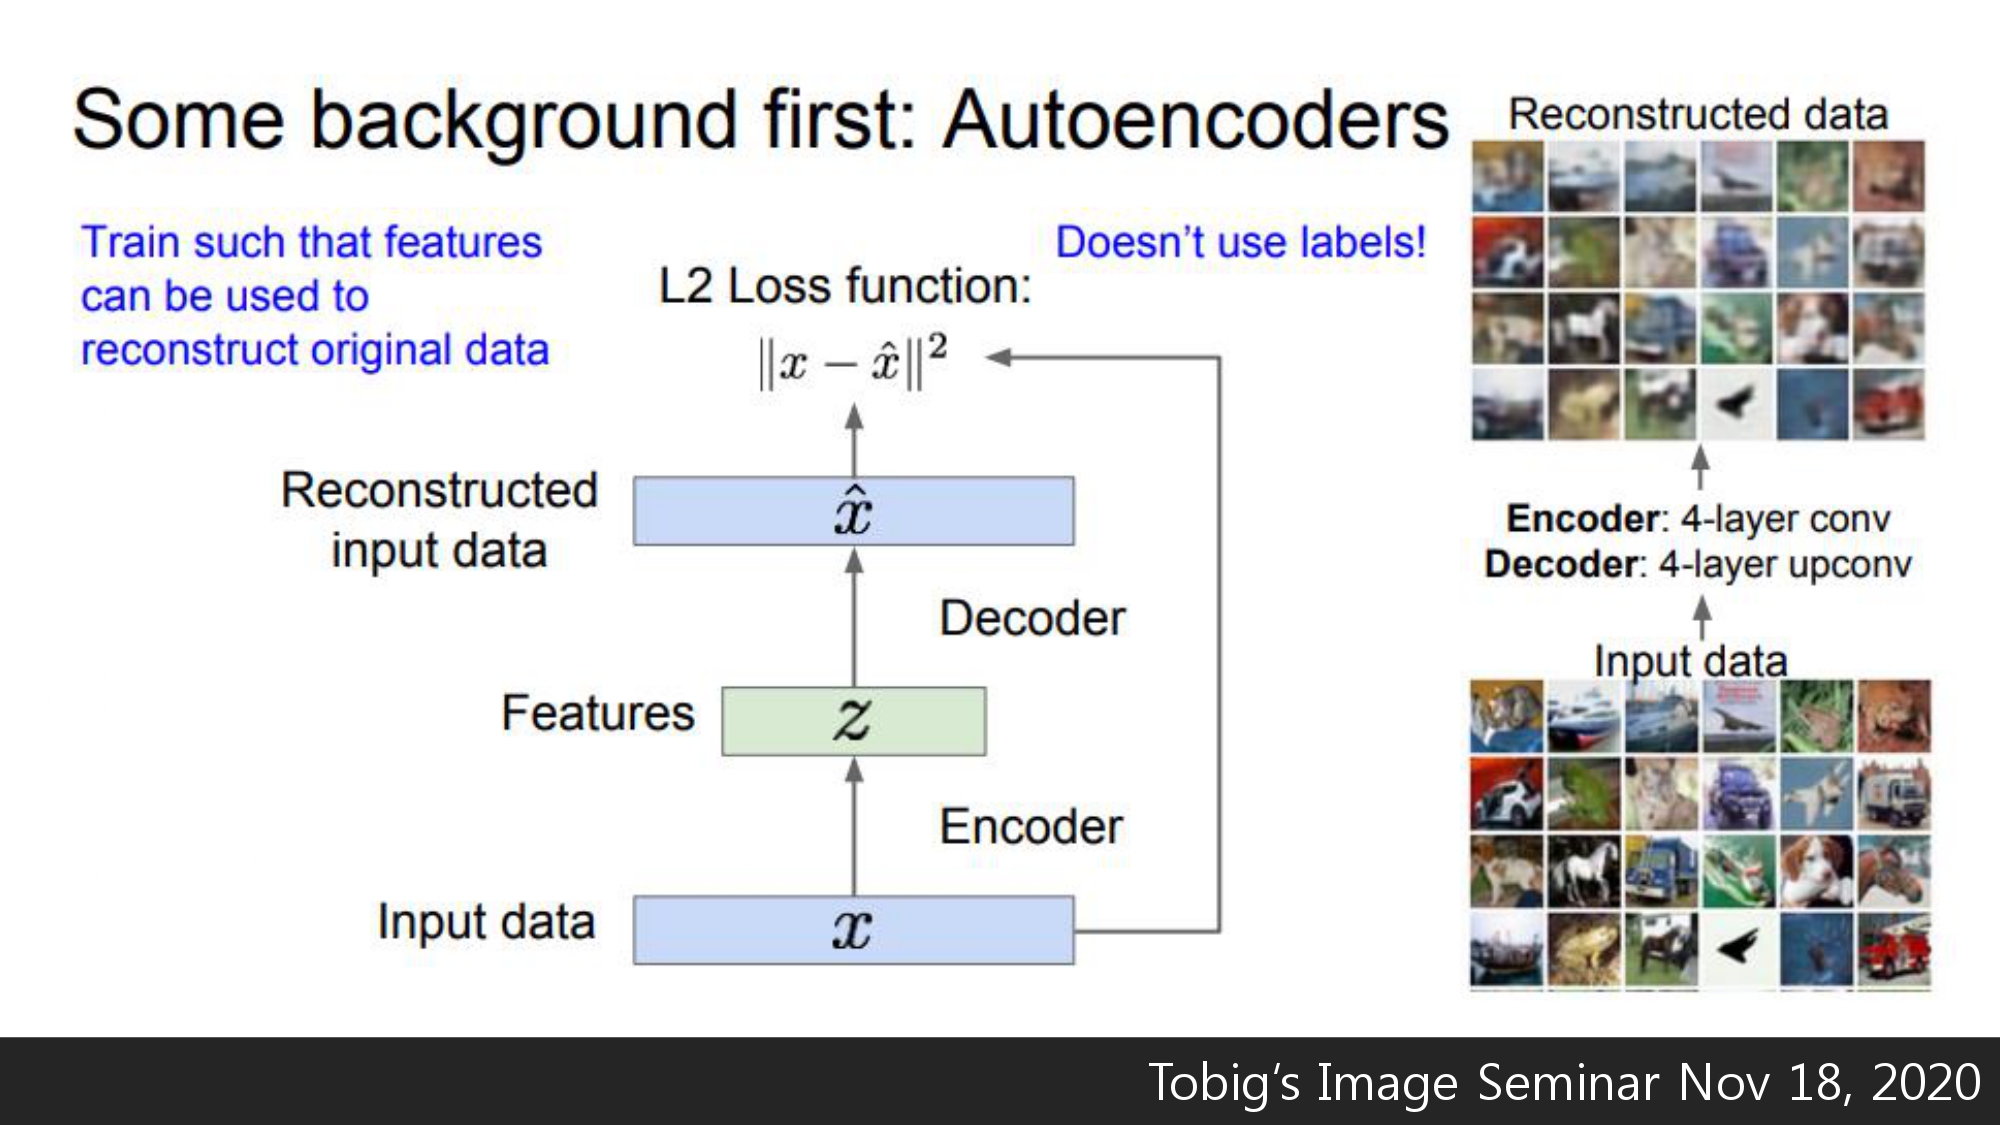 Some background first: Autoencoders
Train such that features
can be used to
reconstruct original data
L2 Loss function:
Doesn't use labels!
‖x − x̂‖²
Reconstructed
input data
x̂
Decoder
Features
z
Encoder
Input data
x
Reconstructed data
Encoder: 4-layer conv
Decoder: 4-layer upconv
Input data
Tobig's Image Seminar Nov 18, 2020